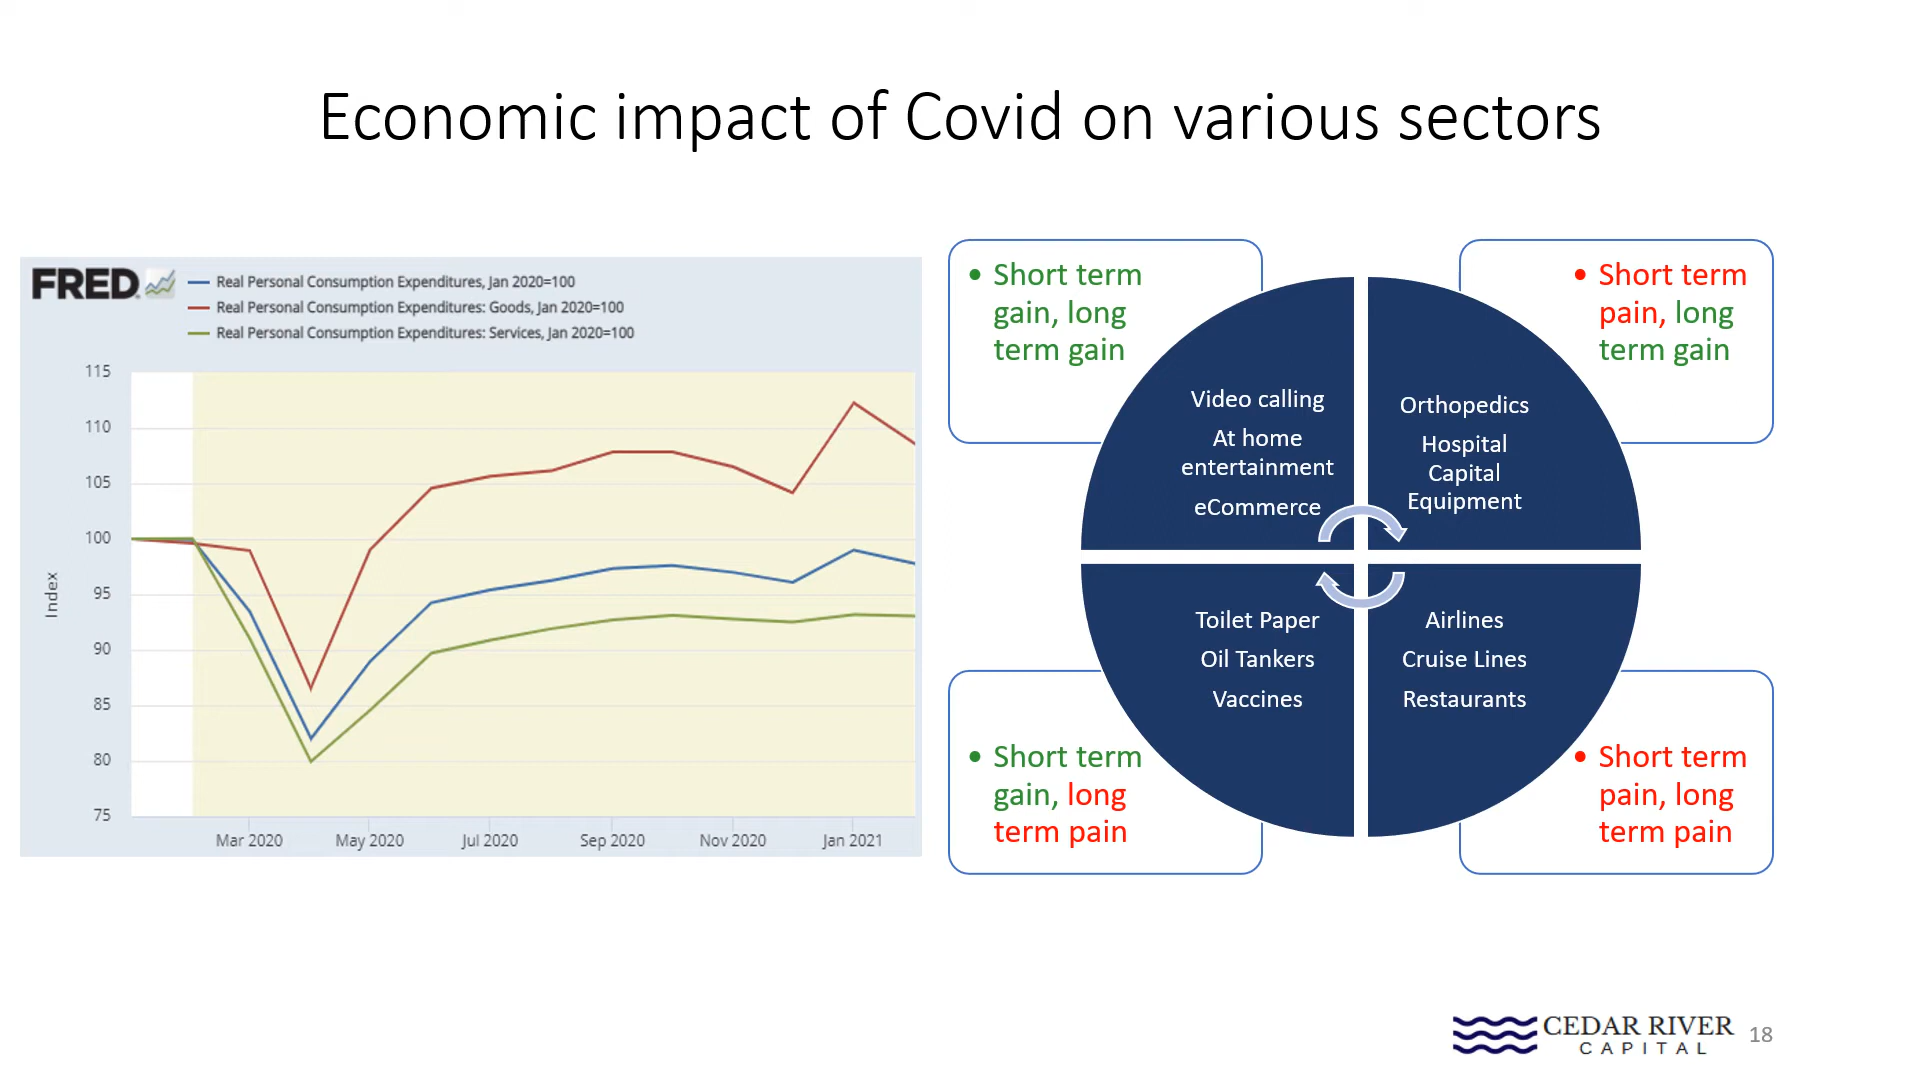 Economic impact of Covid on various sectors
FRED
Real Personal Consumption Expenditures, Jan 2020=100
Real Personal Consumption Expenditures: Goods, Jan 2020=100
Real Personal Consumption Expenditures: Services, Jan 2020=100
115
110
105
100
95
90
85
80
75
Index
Mar 2020
May 2020
Jul 2020
Sep 2020
Nov 2020
Jan 2021
• Short term
gain, long
term gain
Video calling
At home
entertainment
eCommerce
• Short term
pain, long
term gain
Orthopedics
Hospital
Capital
Equipment
Toilet Paper
Oil Tankers
Vaccines
• Short term
gain, long
term pain
Airlines
Cruise Lines
Restaurants
• Short term
pain, long
term pain
CEDAR RIVER
CAPITAL
18